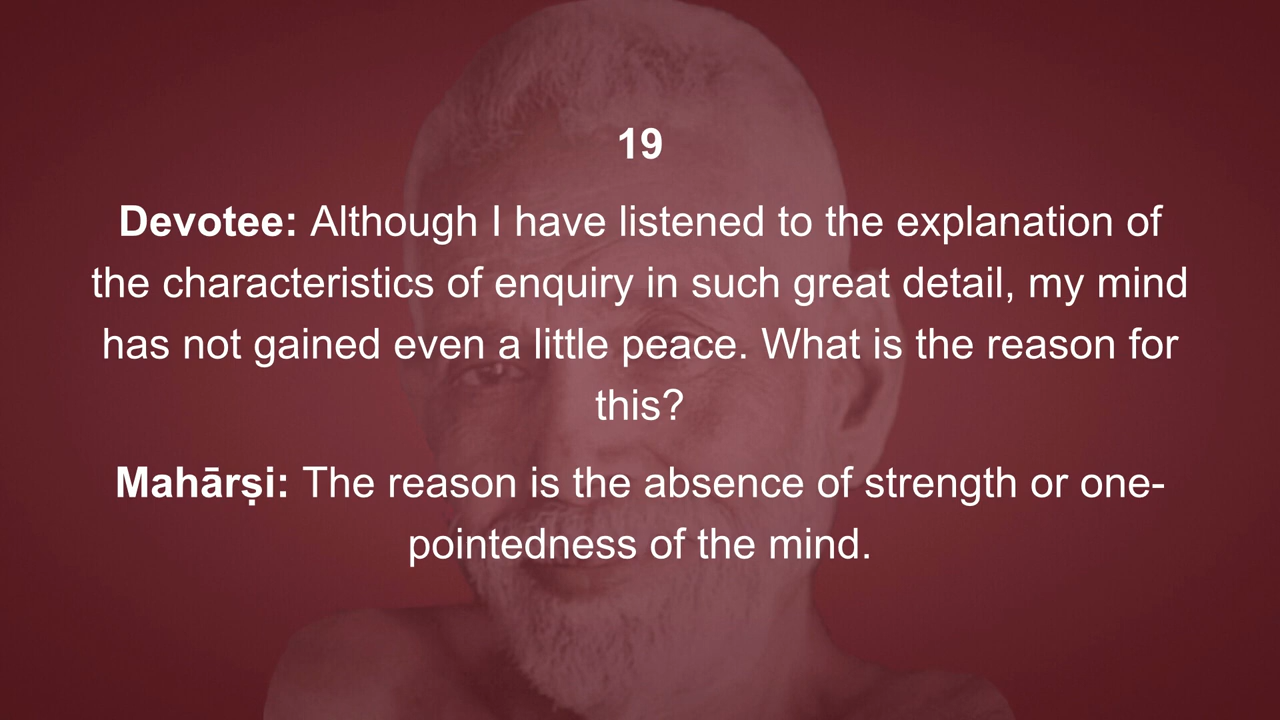 19
Devotee: Although I have listened to the explanation of
the characteristics of enquiry in such great detail, my mind
has not gained even a little peace. What is the reason for
this?
Mahārṣi: The reason is the absence of strength or one-
pointedness of the mind.